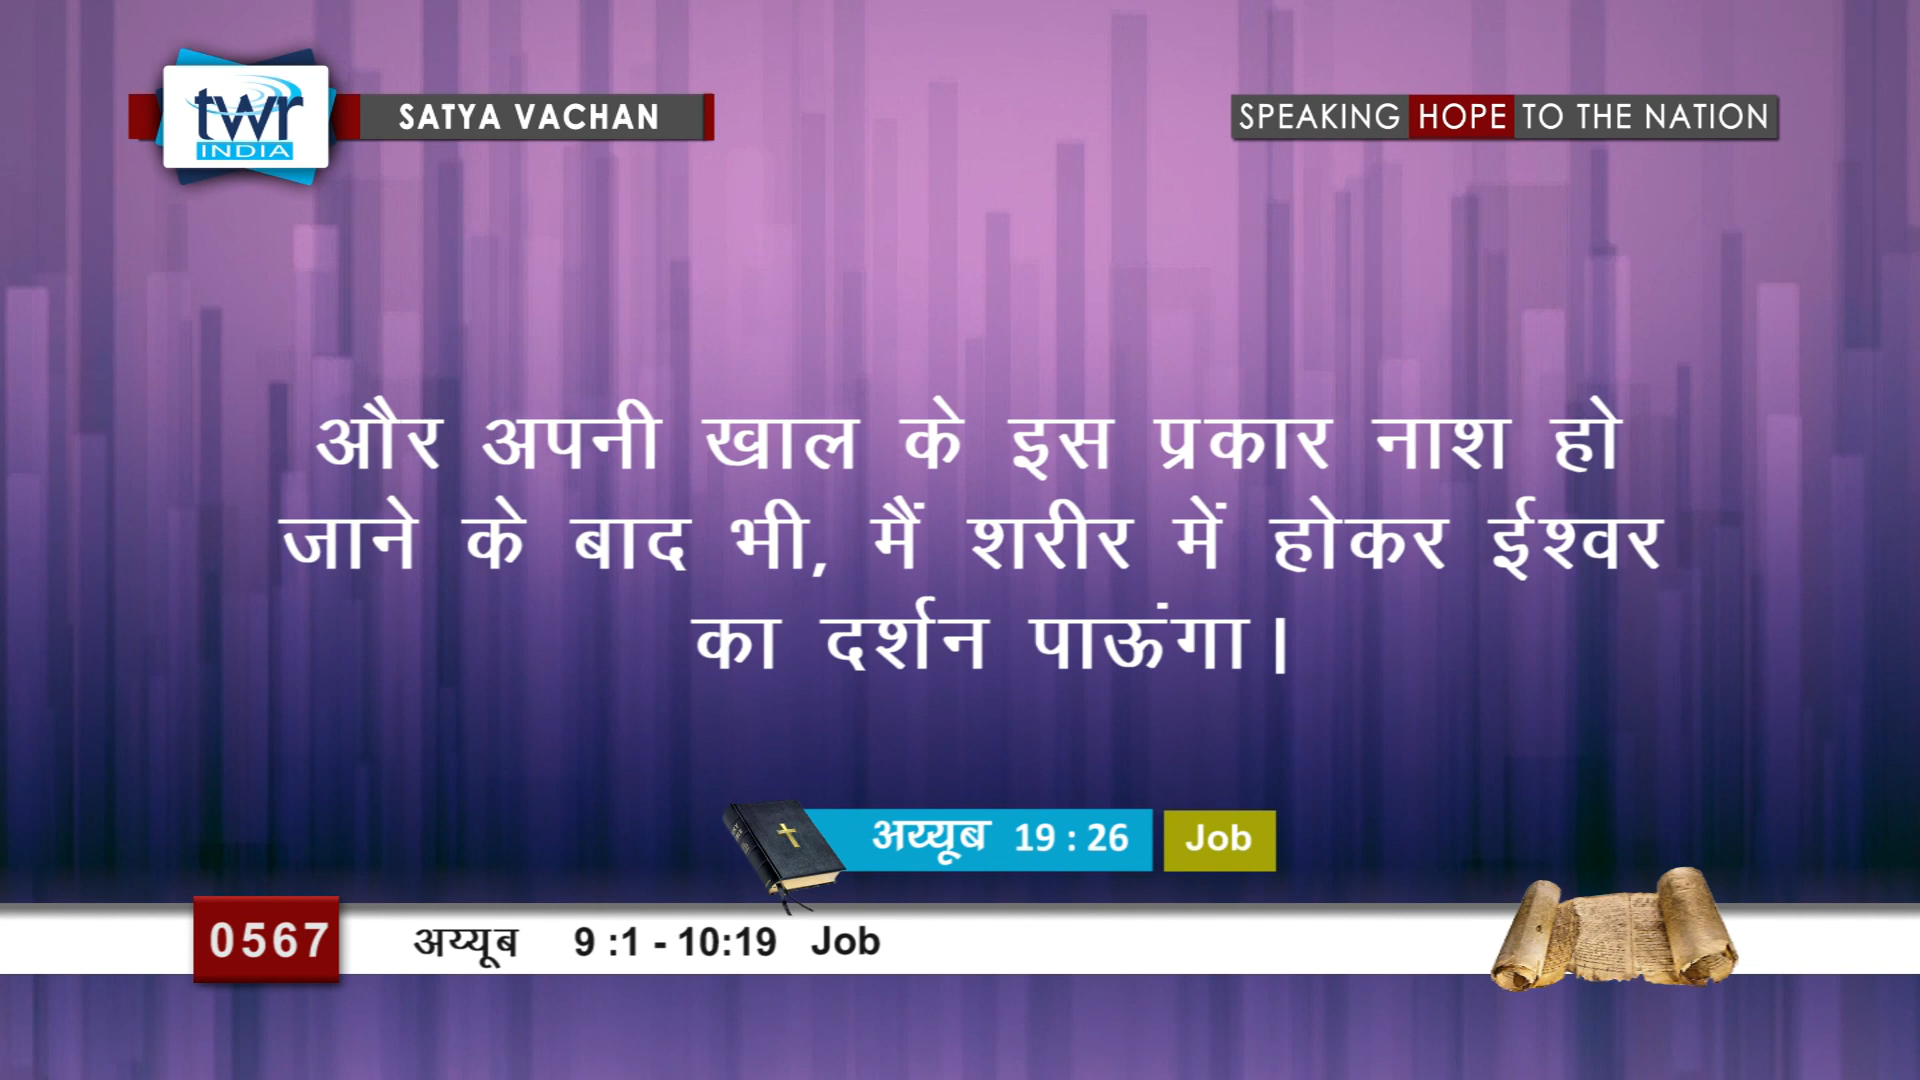 twr
INDIA
SATYA VACHAN
SPEAKING HOPE TO THE NATION
और अपनी खाल के इस प्रकार नाश हो
जाने के बाद भी, मैं शरीर में होकर ईश्वर
का दर्शन पाऊंगा।
अय्यूब 19 : 26 Job
0567 अय्यूब 9 :1 - 10:19 Job